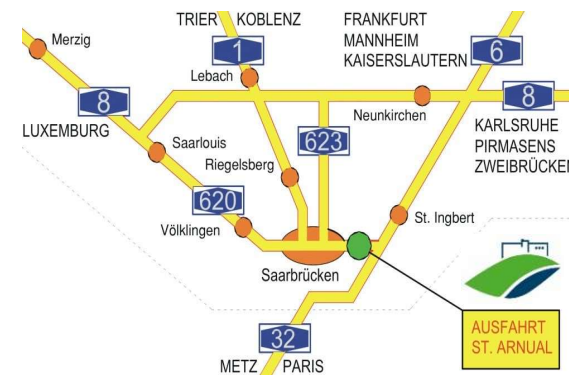 TRIER
KOBLENZ
FRANKFURT
MANNHEIM
KAISERSLAUTERN
Merzig
1
6
Lebach
8
8
Neunkirchen
LUXEMBURG
KARLSRUHE
PIRMASENS
ZWEIBRÜCKEN
Saarlouis
623
Riegelsberg
620
St. Ingbert
Völklingen
Saarbrücken
AUSFAHRT
ST. ARNUAL
32
METZ
PARIS